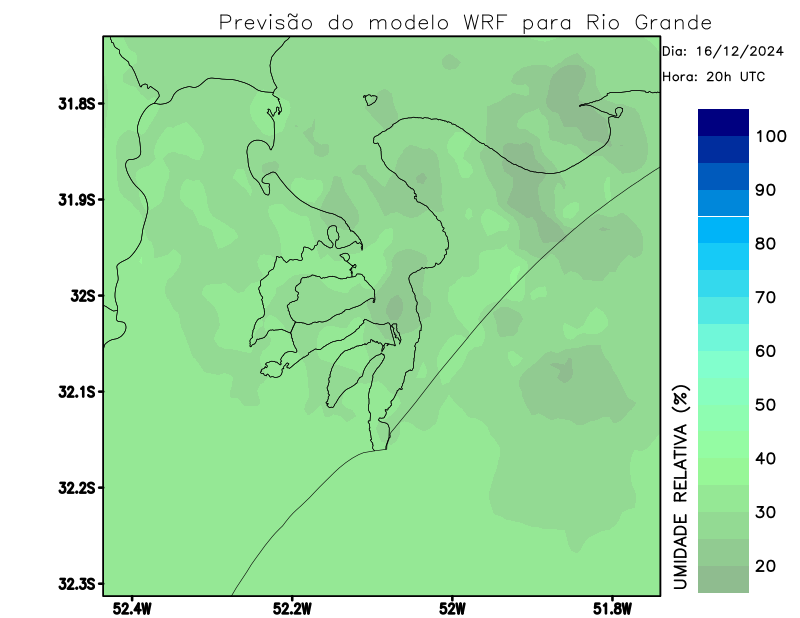 Previsão do modelo WRF para Rio Grande
Dia: 16/12/2024
Hora: 20h UTC
31.8S
31.9S
32S
32.1S
32.2S
32.3S
52.4W
52.2W
52W
51.8W
100
90
80
70
60
50
40
30
20
UMIDADE RELATIVA (%)